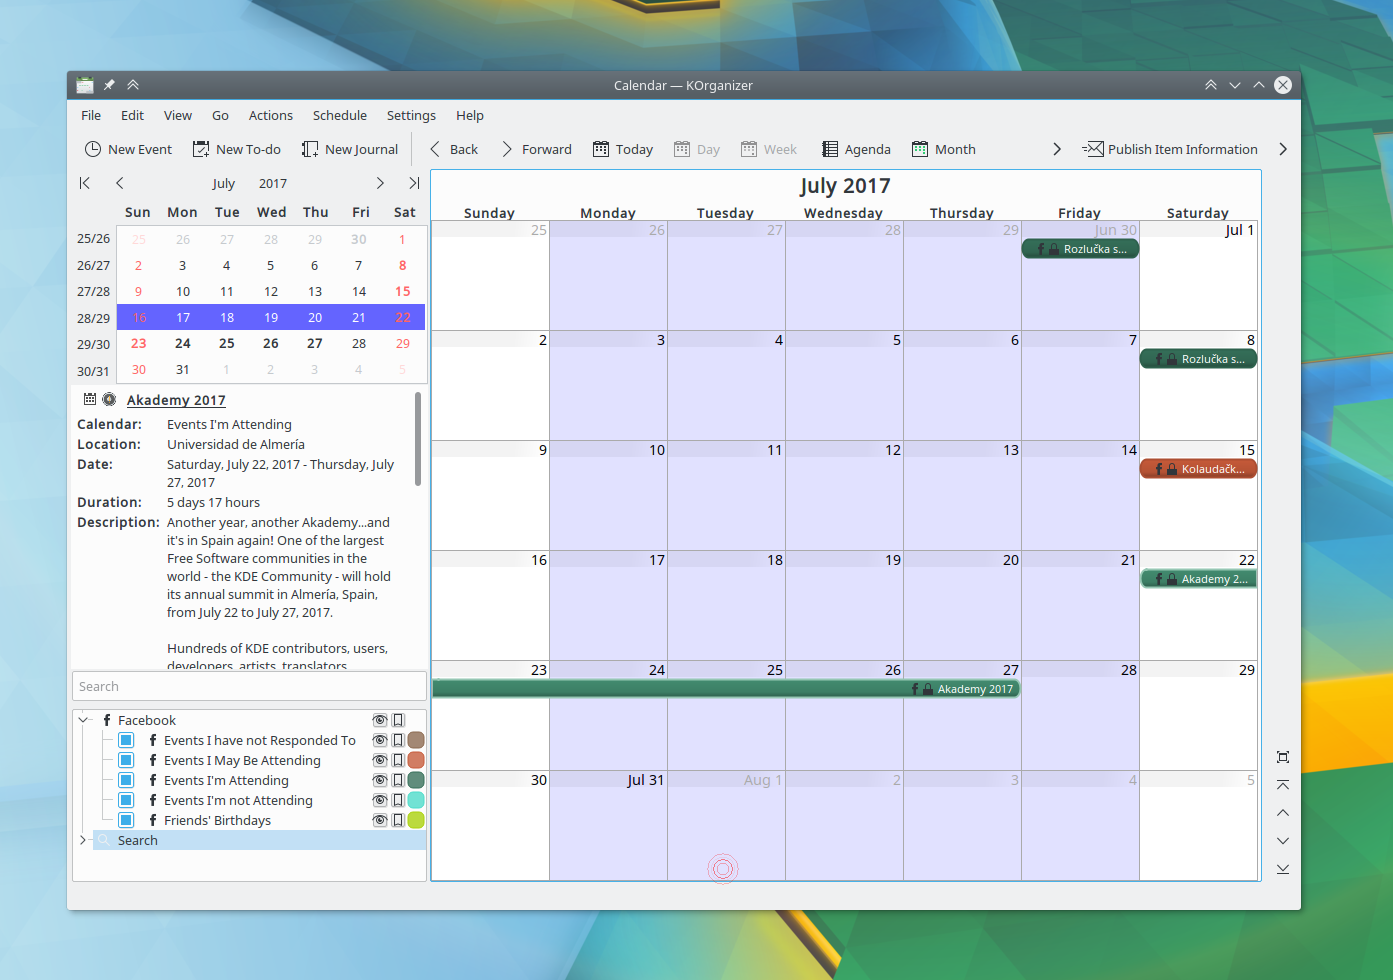 Calendar — KOrganizer
File Edit View Go Actions Schedule Settings Help
New Event New To-do New Journal Back Forward Today Day Week Agenda Month Publish Item Information
July 2017
Sun Mon Tue Wed Thu Fri Sat
25/26 25 26 27 28 29 30 1
26/27 2 3 4 5 6 7 8
27/28 9 10 11 12 13 14 15
28/29 16 17 18 19 20 21 22
29/30 23 24 25 26 27 28 29
30/31 30 31 1 2 3 4 5
Akademy 2017
Calendar: Events I'm Attending
Location: Universidad de Almería
Date: Saturday, July 22, 2017 - Thursday, July
27, 2017
Duration: 5 days 17 hours
Description: Another year, another Akademy...and
it's in Spain again! One of the largest
Free Software communities in the
world - the KDE Community - will hold
its annual summit in Almería, Spain,
from July 22 to July 27, 2017.
Hundreds of KDE contributors, users,
developers, artists, translators,
Search
Facebook
Events I have not Responded To
Events I May Be Attending
Events I'm Attending
Events I'm not Attending
Friends' Birthdays
Search
July 2017
Sunday Monday Tuesday Wednesday Thursday Friday Saturday
25 26 27 28 29 Jun 30 Jul 1
Rozlučka s...
2 3 4 5 6 7 8
Rozlučka s...
9 10 11 12 13 14 15
Kolaudačk...
16 17 18 19 20 21 22
Akademy 2...
23 24 25 26 27 28 29
Akademy 2017
30 Jul 31 Aug 1 2 3 4 5